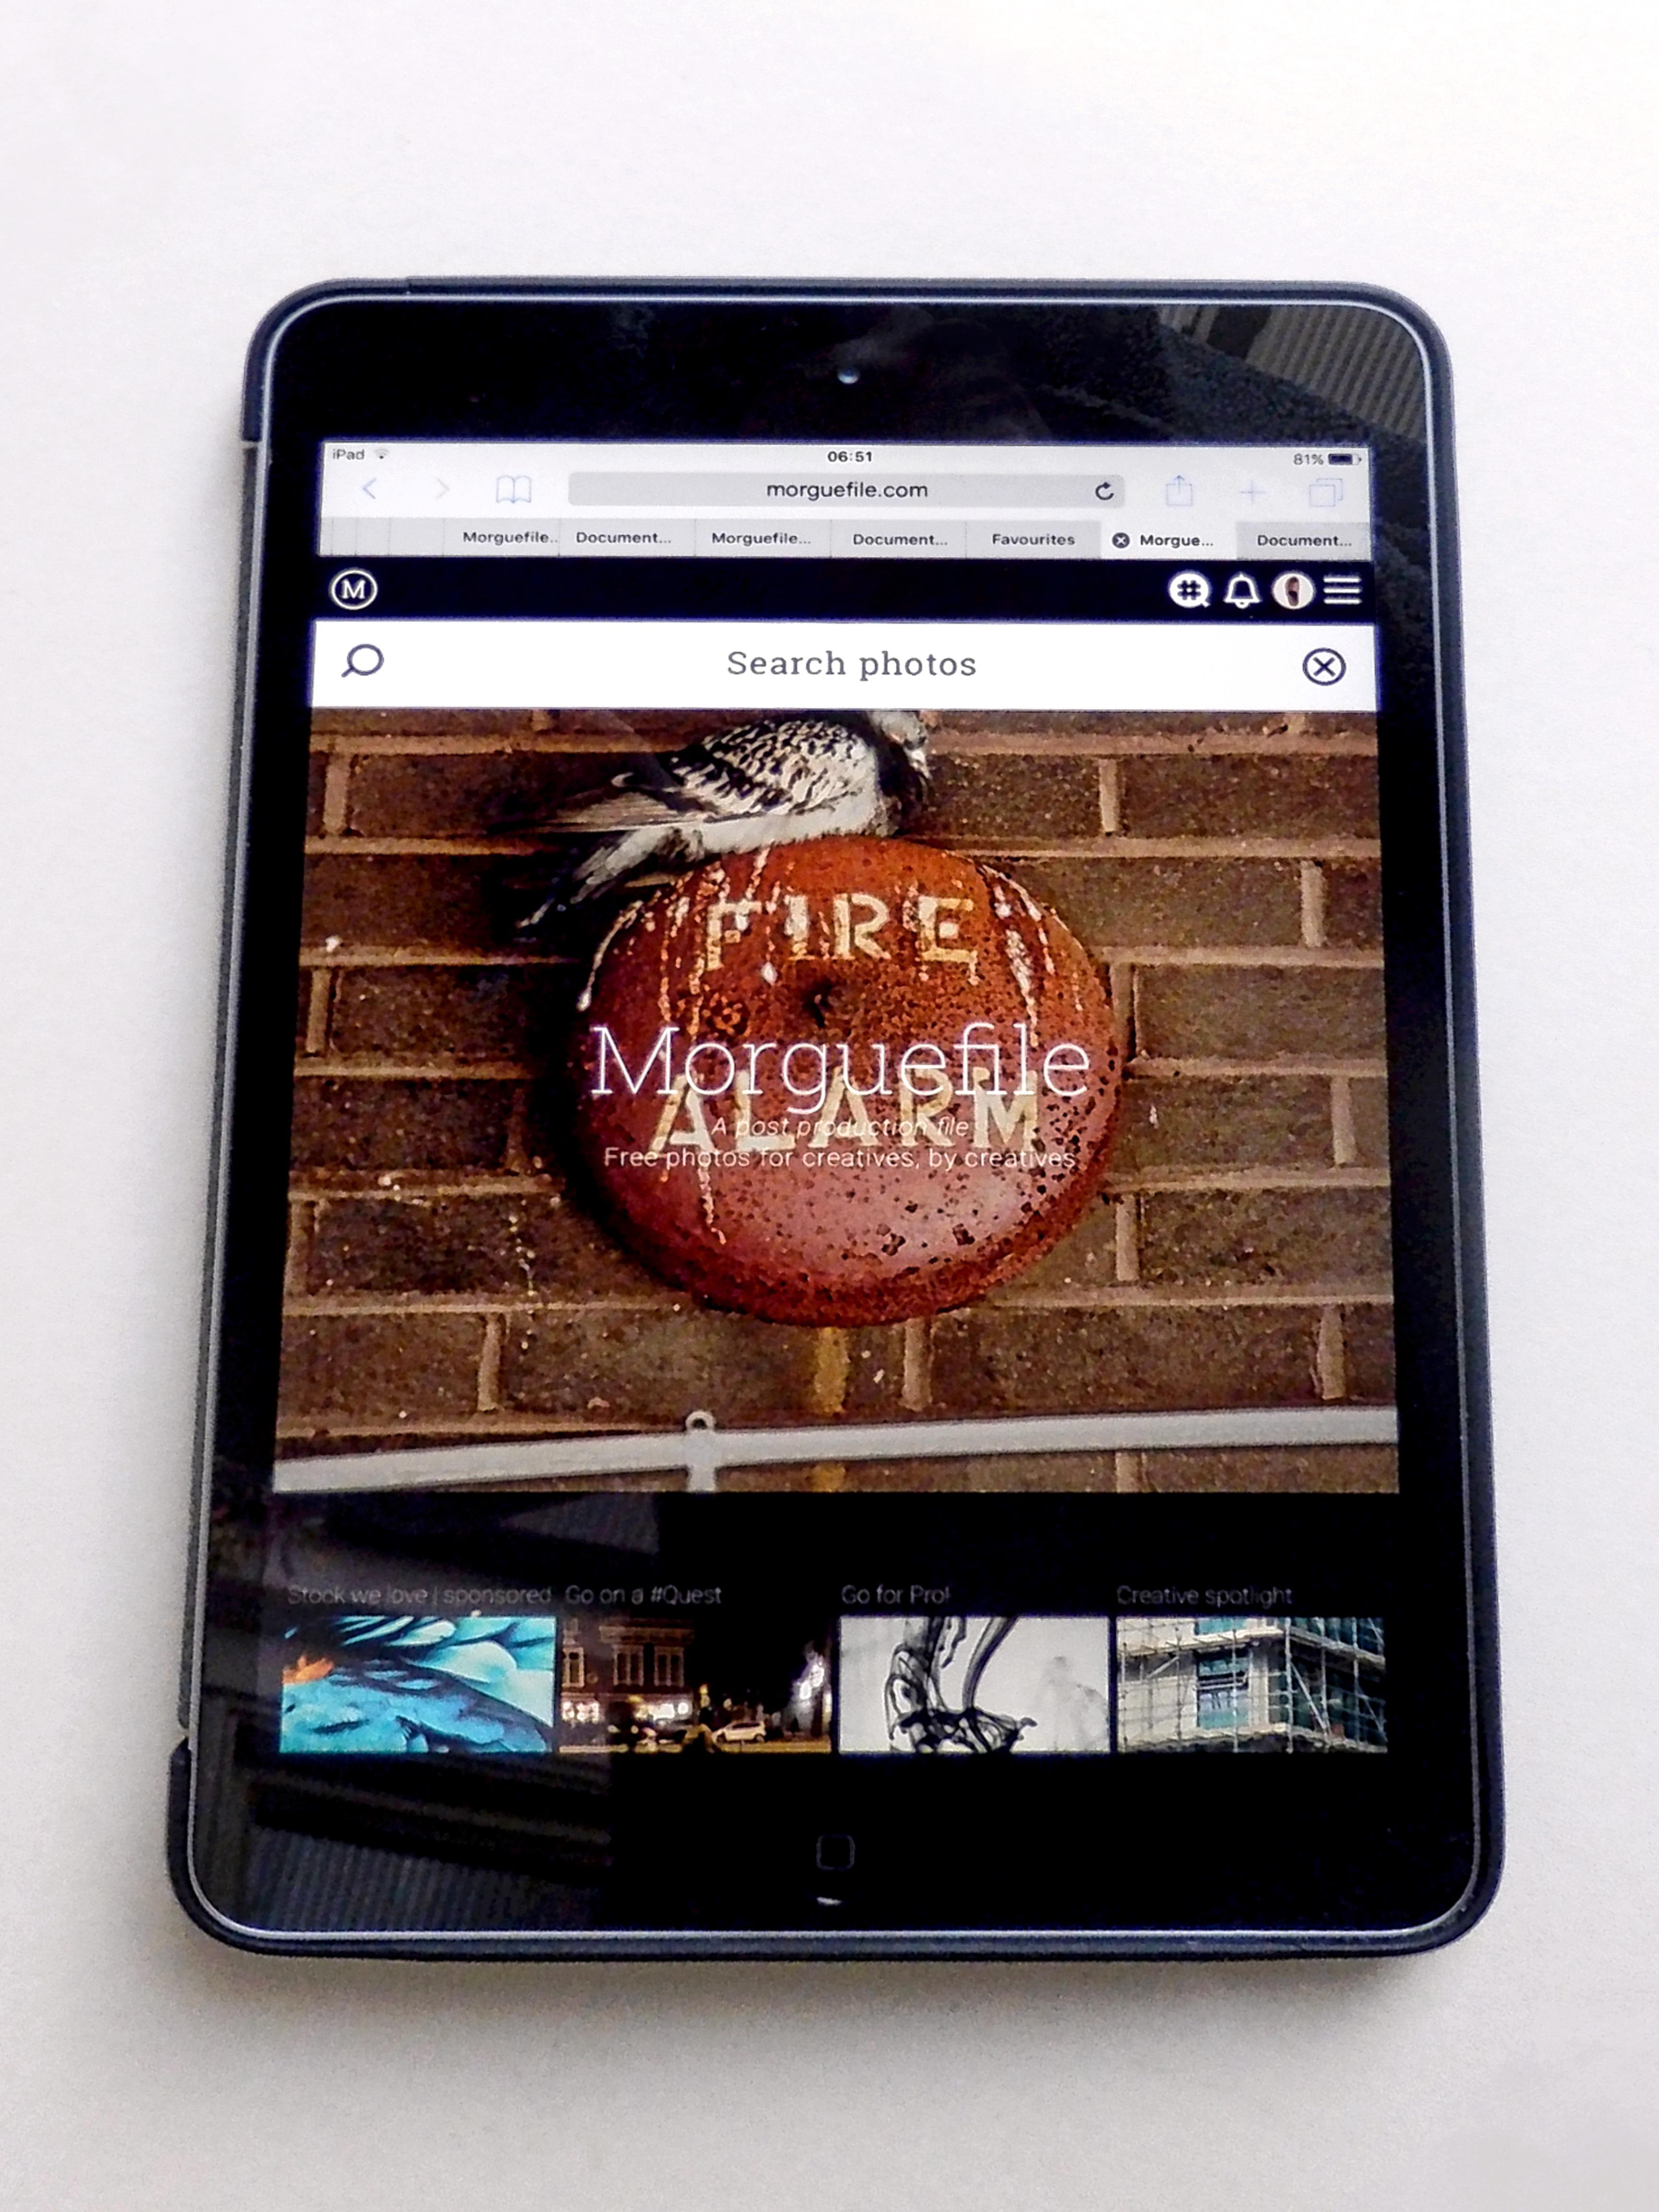 iPad 06:51 81%
morguefile.com
Morguefile.. Document... Morguefile... Document... Favourites Morgue... Document...
M #
Search photos
FIRE
Morguefile
ALARM
A post production file
Free photos for creatives, by creatives
Stock we love | sponsored Go on a #Quest Go for Pro! Creative spotlight